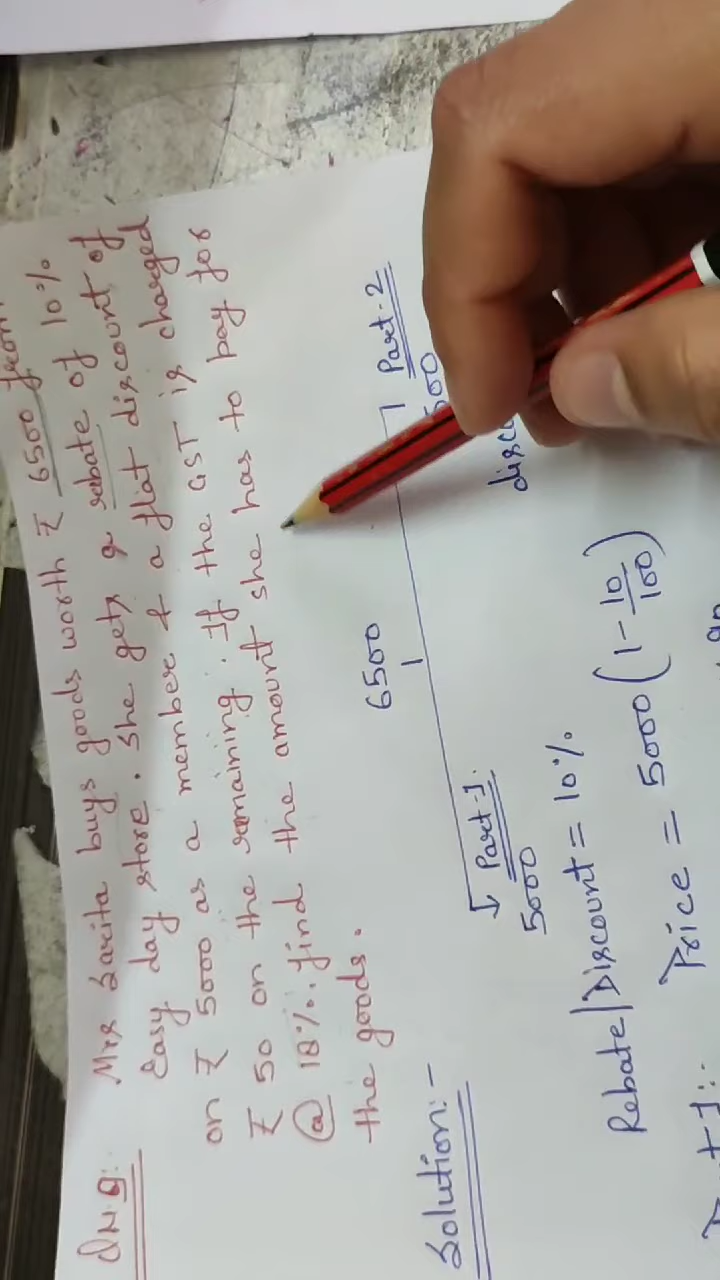 QN 9:- Mrs Sarita buys goods worth ₹ 6500 from
Easy day store. She gets a rebate of 10%
on ₹ 5000 as a member & a flat discount of
₹ 50 on the remaining. If the GST is charged
@ 18%. find the amount she has to pay for
the goods.
Solution:-
6500
Part-1. Part-2
5000
Rebate/Discount = 10%
Price = 5000(1-10/100)